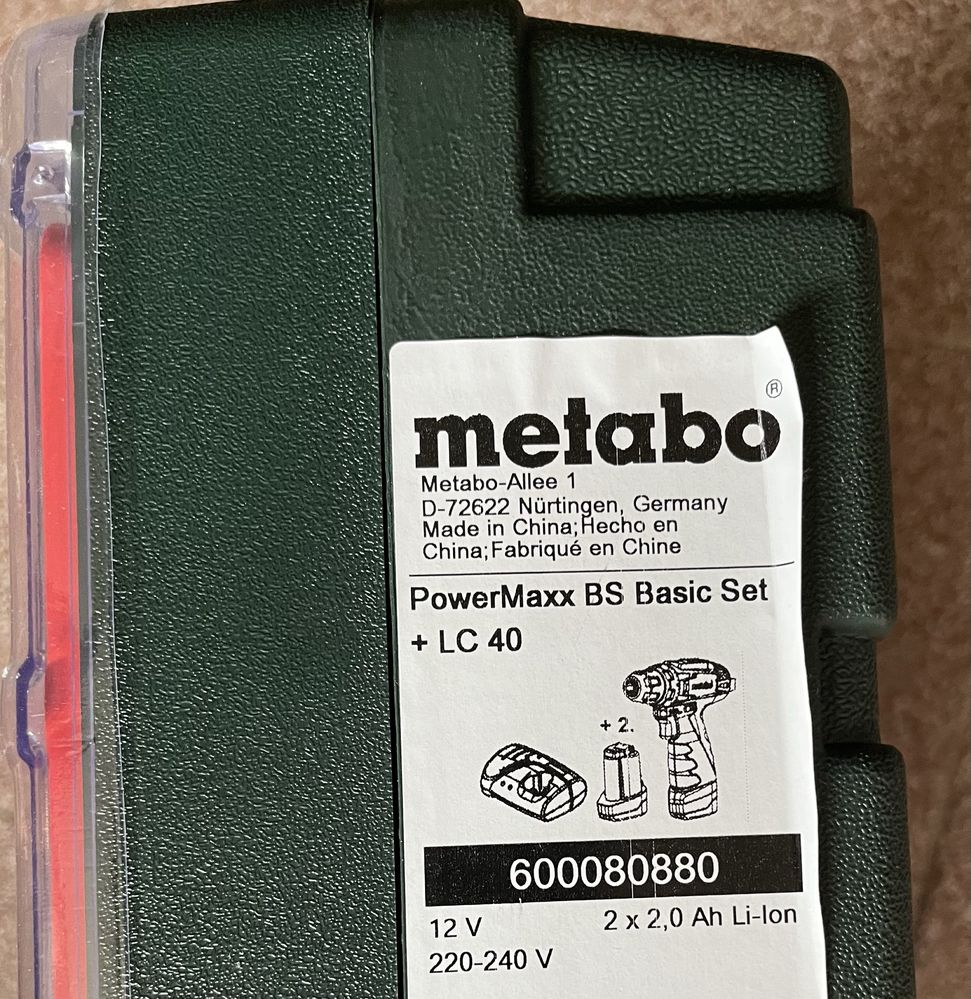 metabo®
Metabo-Allee 1
D-72622 Nürtingen, Germany
Made in China;Hecho en
China;Fabriqué en Chine
PowerMaxx BS Basic Set
+ LC 40
+ 2.
600080880
12 V 2 x 2,0 Ah Li-Ion
220-240 V